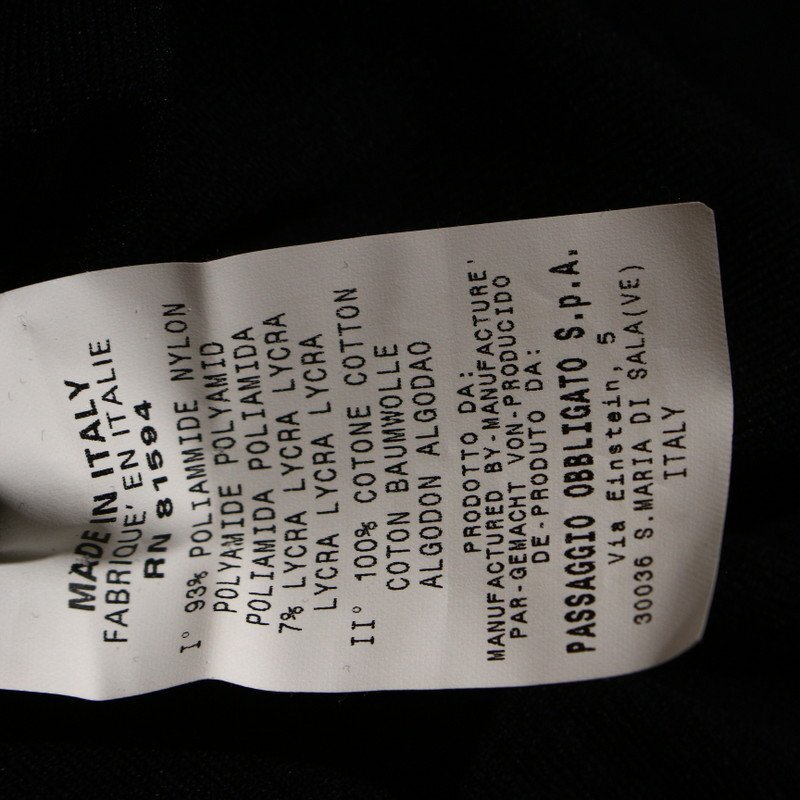 MADE IN ITALY
FABRIQUE' EN ITALIE
RN 81594
I° 93% POLIAMMIDE NYLON
POLYAMIDE POLYAMID
POLIAMIDA POLIAMIDA
7% LYCRA LYCRA LYCRA
LYCRA LYCRA LYCRA
II° 100% COTONE COTTON
COTON BAUMWOLLE
ALGODON ALGODAO
PRODOTTO DA:
MANUFACTURED BY-MANUFACTURE'
PAR-GEMACHT VON-PRODUCIDO
DE-PRODUTO DA:
PASSAGGIO OBBLIGATO S.p.A.
Via Einstein, 5
30036 S.MARIA DI SALA(VE)
ITALY